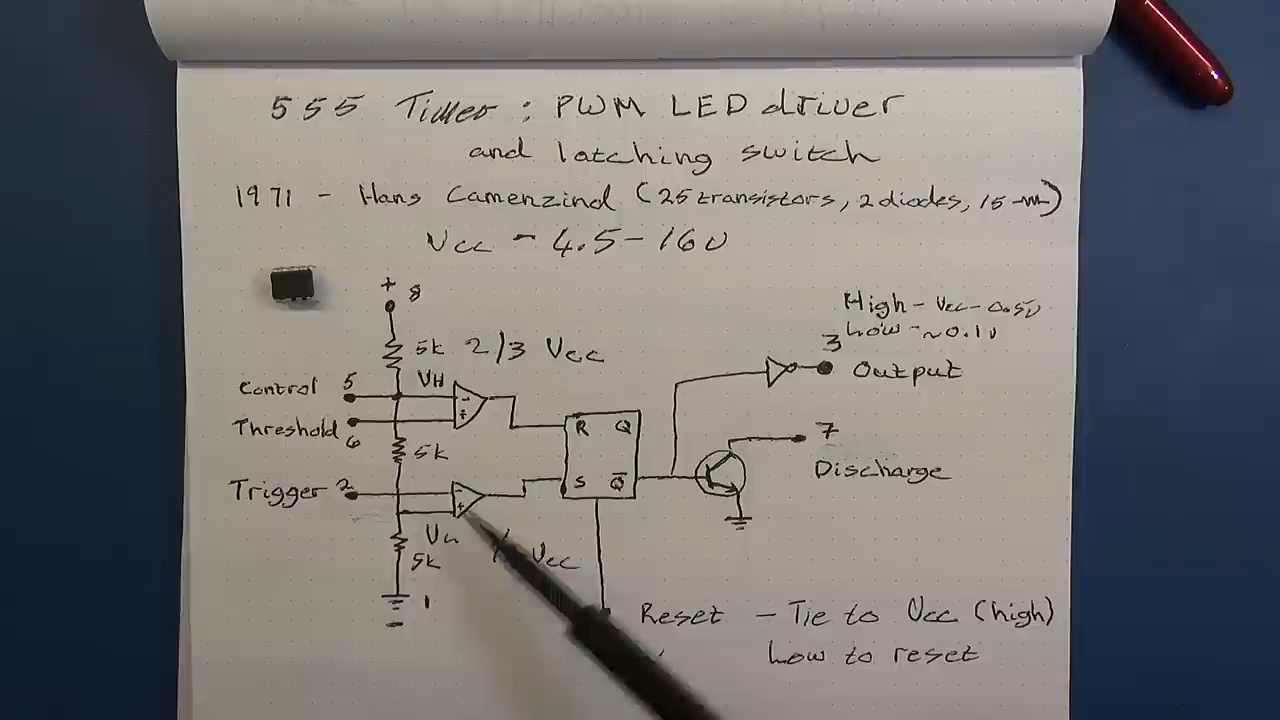 555 Timer : PWM LED driver
and latching switch
1971 - Hans Camenzind (25 transistors, 2 diodes, 15
Vcc - 4.5-16V
+ 8
High - Vcc - 0.5V
Low - ~0.1V
5k 2/3 Vcc
3 Output
Control 5
VH
- +
Threshold 6
R Q
7
5k
Discharge
Trigger 2
- +
S Q̅
Vcc
5k
1
-
Reset - Tie to Vcc (high)
Low to reset